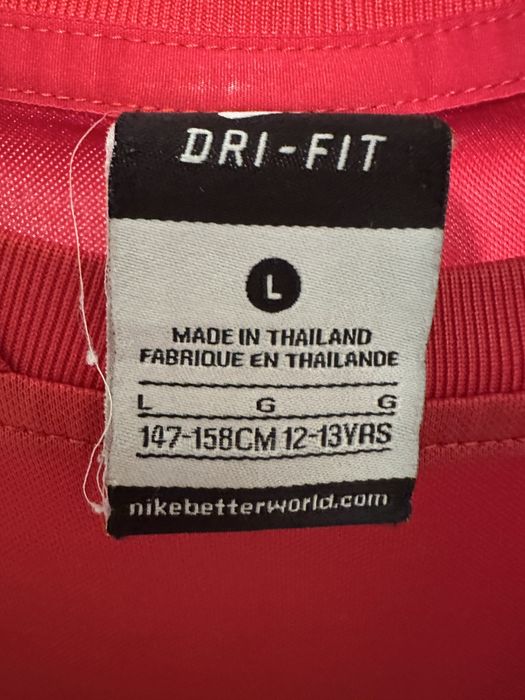 DRI-FIT
L
MADE IN THAILAND
FABRIQUE EN THAILANDE
L G G
147-158CM 12-13YRS
nikebetterworld.com